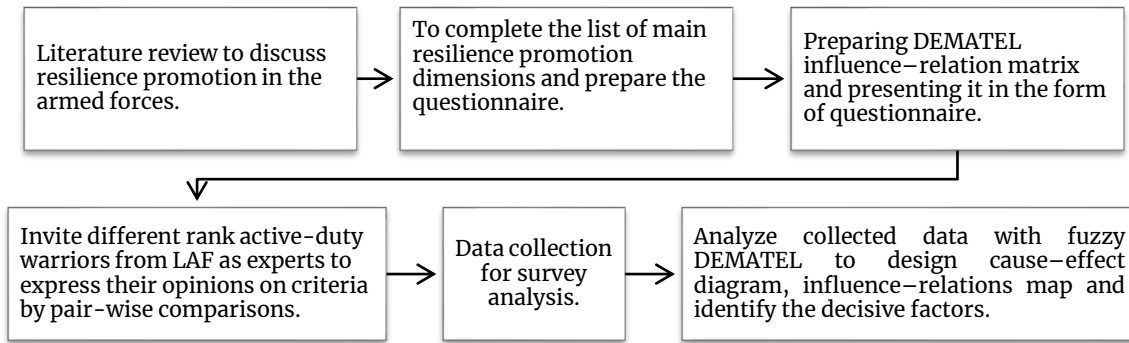 Literature review to discuss
resilience promotion in the
armed forces.
To complete the list of main
resilience promotion
dimensions and prepare the
questionnaire.
Preparing DEMATEL
influence–relation matrix
and presenting it in the form
of questionnaire.
Invite different rank active-duty
warriors from LAF as experts to
express their opinions on criteria
by pair-wise comparisons.
Data collection
for survey
analysis.
Analyze collected data with fuzzy
DEMATEL to design cause–effect
diagram, influence–relations map and
identify the decisive factors.